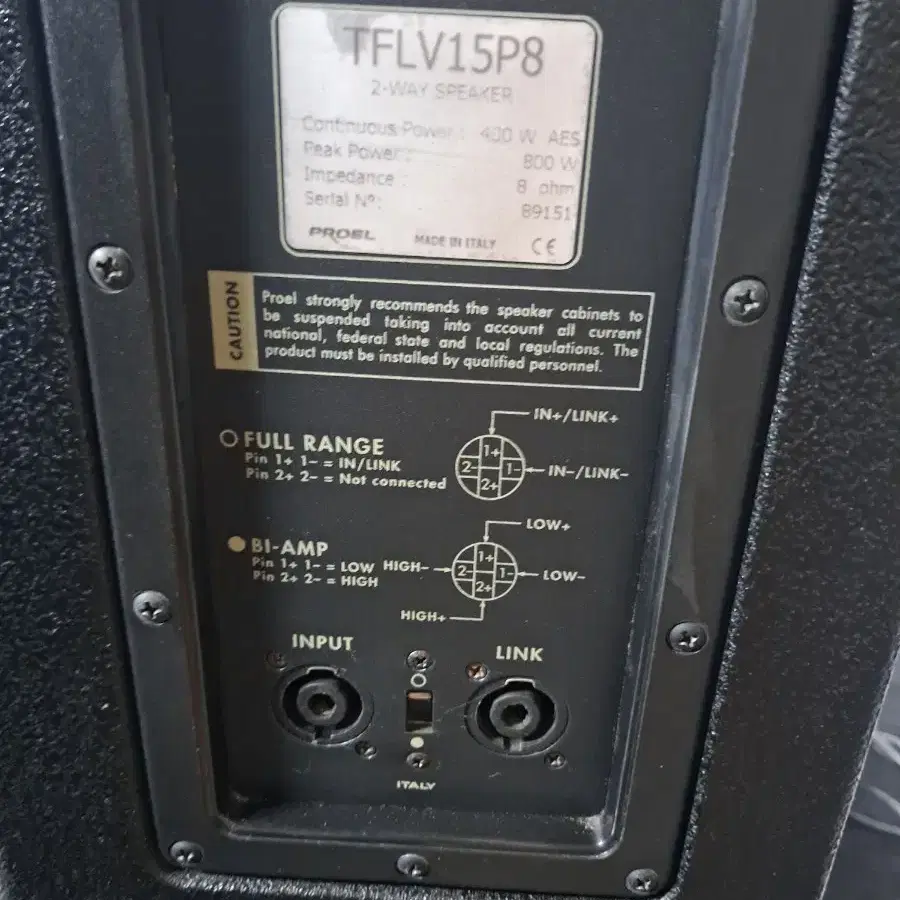 TFLV15P8
2-WAY SPEAKER
Continuous Power : 400 W AES
Peak Power : 800 W
Impedance : 8 ohm
Serial N°: 89151
PROEL MADE IN ITALY CE
CAUTION
Proel strongly recommends the speaker cabinets to
be suspended taking into account all current
national, federal state and local regulations. The
product must be installed by qualified personnel.
FULL RANGE
Pin 1+ 1- = IN/LINK
Pin 2+ 2- = Not connected
IN+/LINK+
1+
2- 1-
2+
IN-/LINK-
BI-AMP
Pin 1+ 1- = LOW
Pin 2+ 2- = HIGH
LOW+
HIGH-
1+
2- 1-
2+
LOW-
HIGH+
INPUT
LINK
ITALY